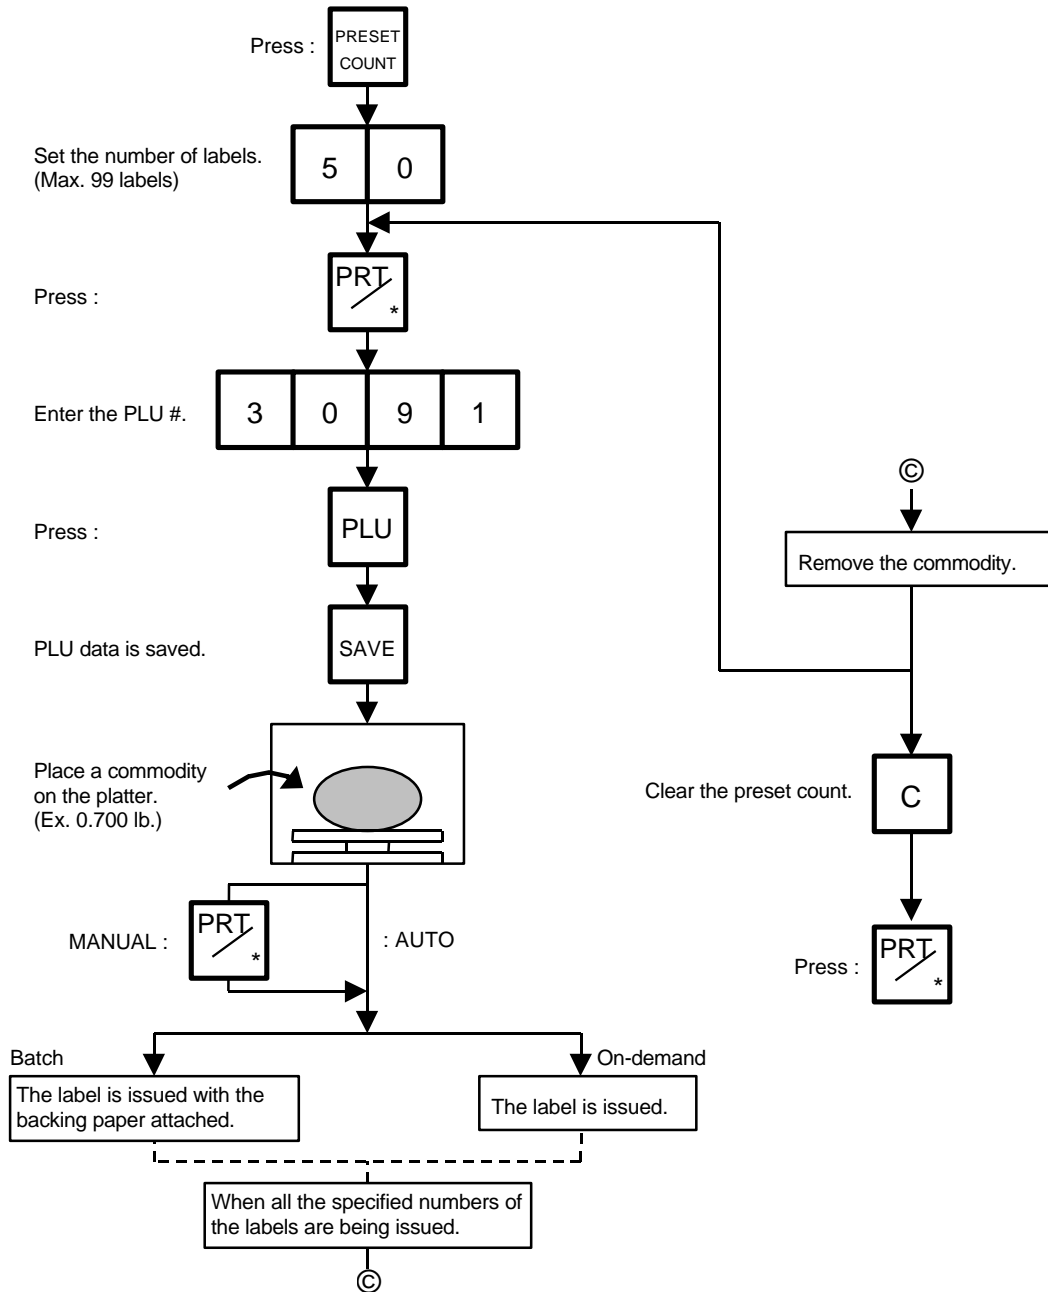 Press :
PRESET
COUNT
Set the number of labels.
(Max. 99 labels)
5 0
Press :
PRT
*
Enter the PLU #.
3 0 9 1
Press :
PLU
PLU data is saved.
SAVE
Place a commodity
on the platter.
(Ex. 0.700 lb.)
MANUAL :
PRT
*
: AUTO
Batch
The label is issued with the
backing paper attached.
On-demand
The label is issued.
When all the specified numbers of
the labels are being issued.
©
©
Remove the commodity.
Clear the preset count.
C
Press :
PRT
*